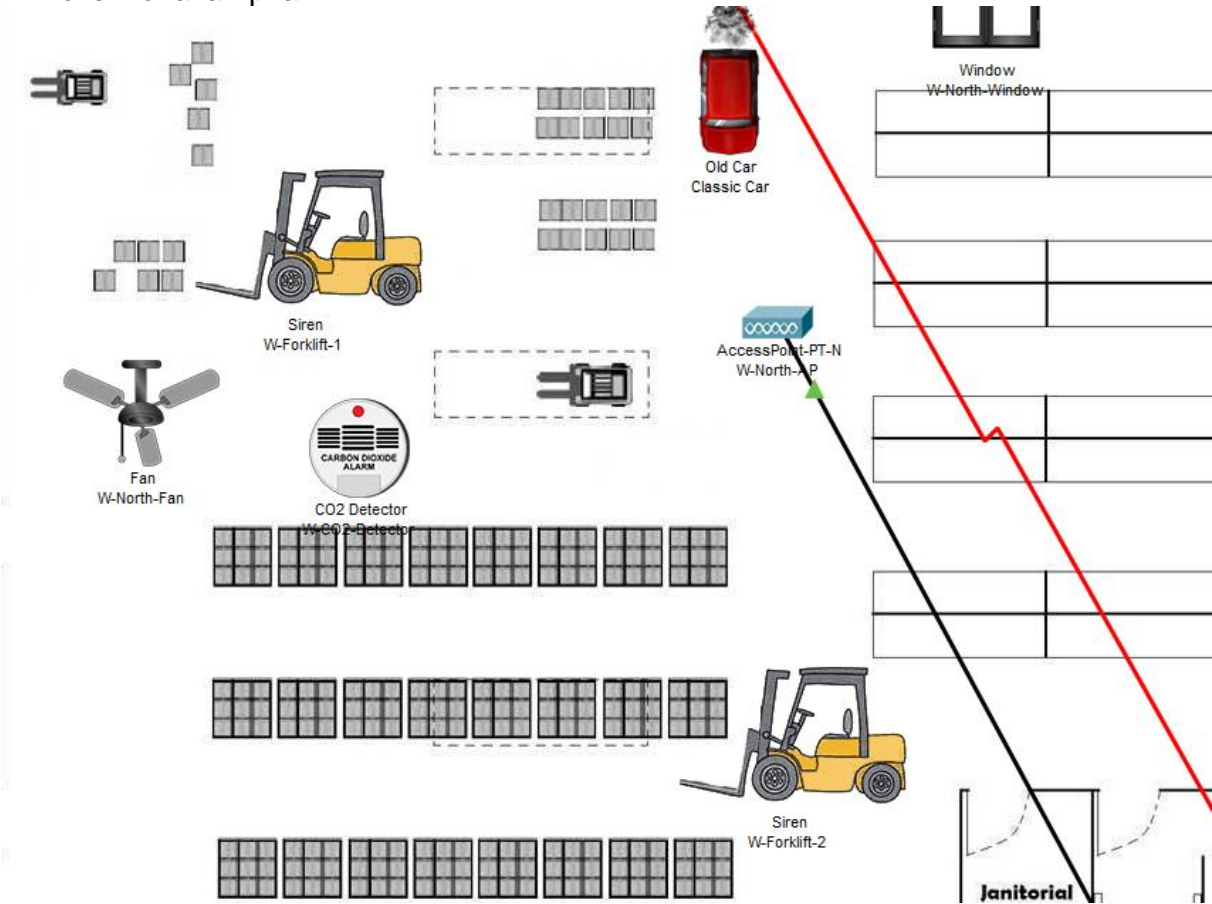 Window
W-North-Window
Old Car
Classic Car
Siren
W-Forklift-1
AccessPoint-PT-N
W-North-AP
Fan
W-North-Fan
CARBON DIOXIDE
ALARM
CO2 Detector
W-CO2-Detector
Siren
W-Forklift-2
Janitorial